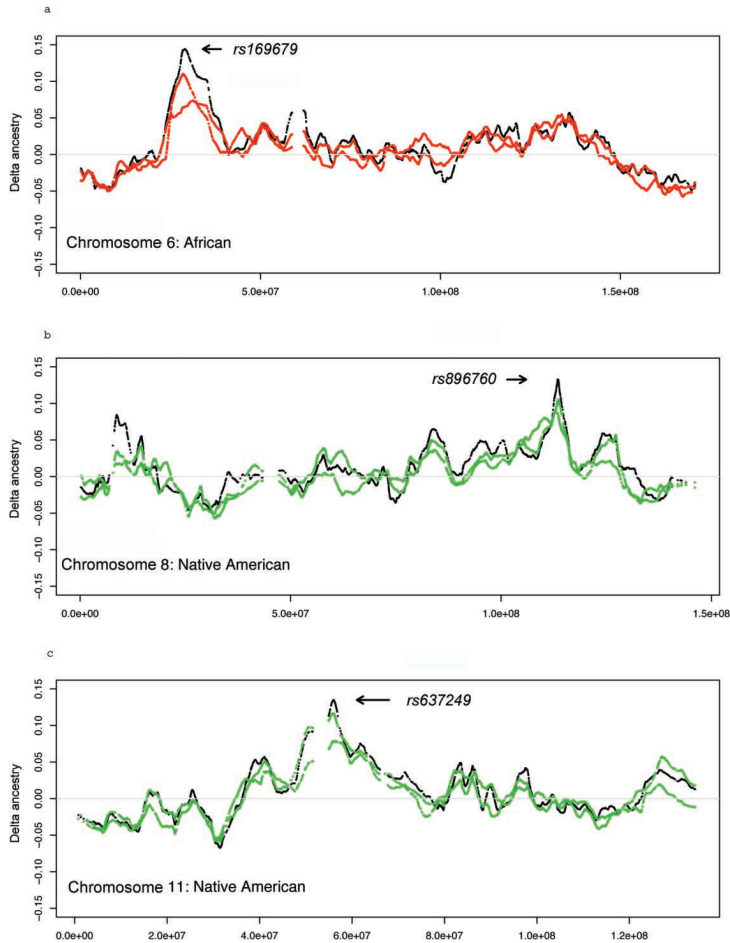 a
rs169679
Delta ancestry
0.15
0.10
0.05
0.00
−0.05
−0.10
−0.15
Chromosome 6: African
0.0e+00 5.0e+07 1.0e+08 1.5e+08
b
rs896760
Delta ancestry
0.15
0.10
0.05
0.00
−0.05
−0.10
−0.15
Chromosome 8: Native American
0.0e+00 5.0e+07 1.0e+08 1.5e+08
c
rs637249
Delta ancestry
0.15
0.10
0.05
0.00
−0.05
−0.10
−0.15
Chromosome 11: Native American
0.0e+00 2.0e+07 4.0e+07 6.0e+07 8.0e+07 1.0e+08 1.2e+08